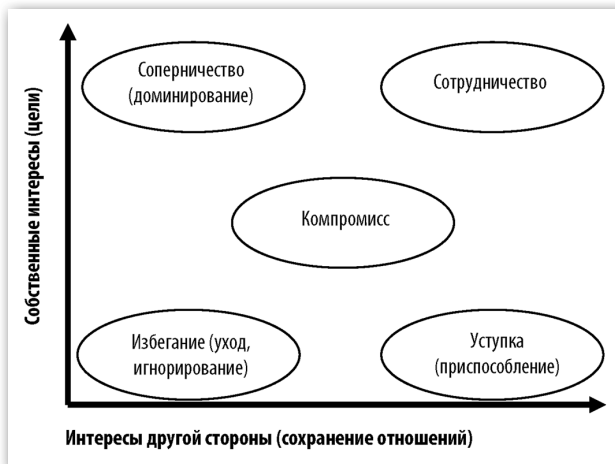 Собственные интересы (цели)
Соперничество
(доминирование)
Сотрудничество
Компромисс
Избегание (уход,
игнорирование)
Уступка
(приспособление)
Интересы другой стороны (сохранение отношений)